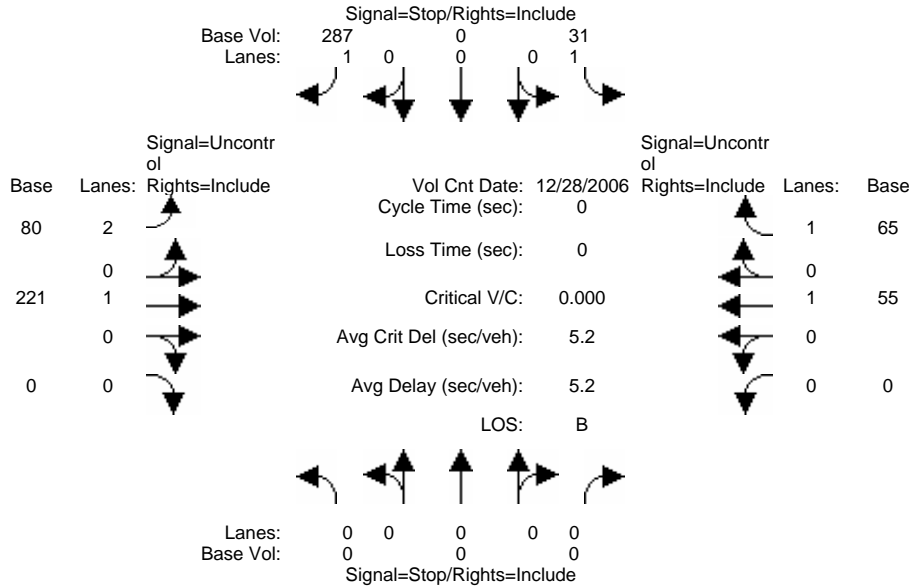 Signal=Stop/Rights=Include
Base Vol: 287 0 31
Lanes: 1 0 0 0 1
Signal=Uncontr
ol
Rights=Include
Signal=Uncontr
ol
Rights=Include
Base Lanes: Vol Cnt Date: 12/28/2006 Lanes: Base
Cycle Time (sec): 0
80 2 1 65
Loss Time (sec): 0
0 0
221 1 Critical V/C: 0.000 1 55
0 Avg Crit Del (sec/veh): 5.2 0
0 0 Avg Delay (sec/veh): 5.2 0 0
LOS: B
Lanes: 0 0 0 0 0
Base Vol: 0 0 0
Signal=Stop/Rights=Include